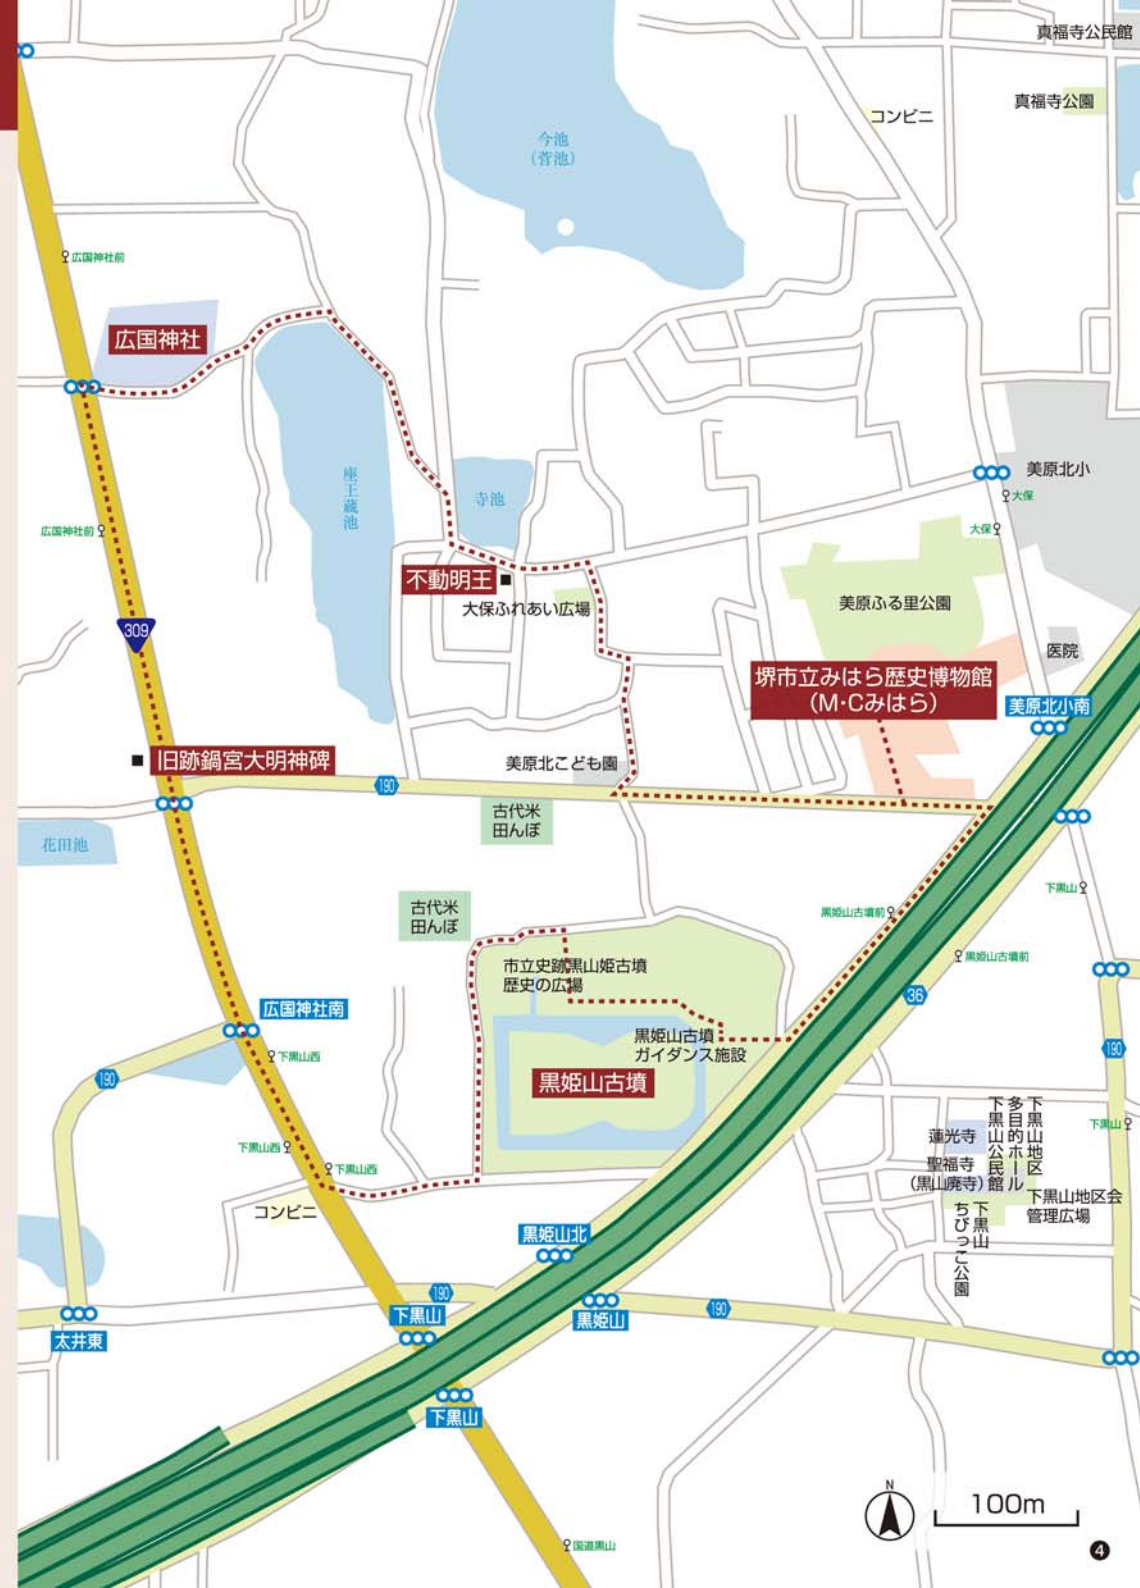 真福寺公民館
真福寺公園
コンビニ
今池
(菅池)
広国神社前
広国神社
座王蔵池
寺池
美原北小
大保
大保
広国神社前
不動明王
大保ふれあい広場
美原ふる里公園
309
医院
堺市立みはら歴史博物館
(M・Cみはら)
美原北小南
旧跡鍋宮大明神碑
美原北こども園
190
古代米
田んぼ
花田池
古代米
田んぼ
下黒山
黒姫山古墳前
黒姫山古墳前
市立史跡黒山姫古墳
歴史の広場
36
広国神社南
黒姫山古墳
ガイダンス施設
下黒山西
190
190
黒姫山古墳
下黒山地区
多目的ホール
下黒山公民館
下黒山
蓮光寺
下黒山西
聖福寺
(黒山廃寺)
下黒山西
下黒山地区会
管理広場
コンビニ
下黒山
ちびっこ公園
黒姫山北
190
下黒山
黒姫山
190
太井東
下黒山
N
100m
国道黒山
4